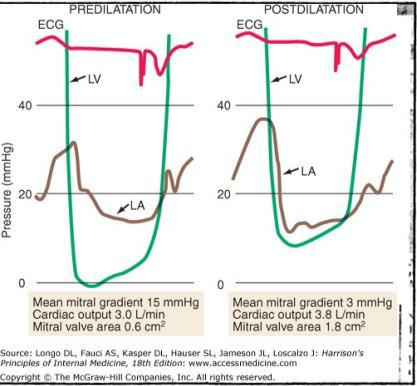 PREDILATATION
POSTDILATATION
ECG
ECG
LV
LV
40
40
Pressure (mmHg)
20
20
LA
LA
0
0
Mean mitral gradient 15 mmHg
Cardiac output 3.0 L/min
Mitral valve area 0.6 cm²
Mean mitral gradient 3 mmHg
Cardiac output 3.8 L/min
Mitral valve area 1.8 cm²
Source: Longo DL, Fauci AS, Kasper DL, Hauser SL, Jameson JL, Loscalzo J: Harrison's
Principles of Internal Medicine, 18th Edition: www.accessmedicine.com
Copyright © The McGraw-Hill Companies, Inc. All rights reserved.